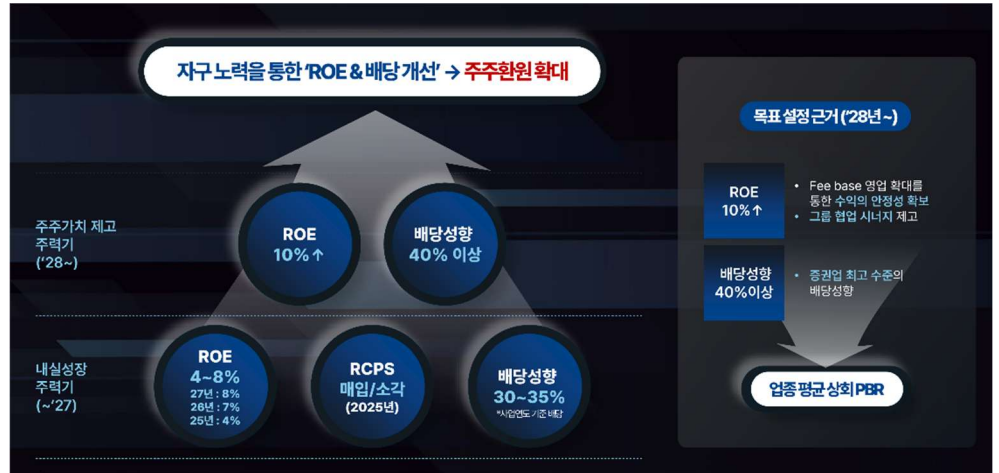 자구 노력을 통한 'ROE & 배당 개선' → 주주환원 확대
주주가치 제고
주력기
('28~)
ROE
10%↑
배당성향
40% 이상
내실성장
주력기
(~'27)
ROE
4~8%
27년 : 8%
26년 : 7%
25년 : 4%
RCPS
매입/소각
(2025년)
배당성향
30~35%
*사업연도 기준 배당
목표 설정 근거 ('28년~)
ROE
10%↑
• Fee base 영업 확대를
통한 수익의 안정성 확보
• 그룹 협업 시너지 제고
배당성향
40%이상
• 증권업 최고 수준의
배당성향
업종 평균 상회 PBR